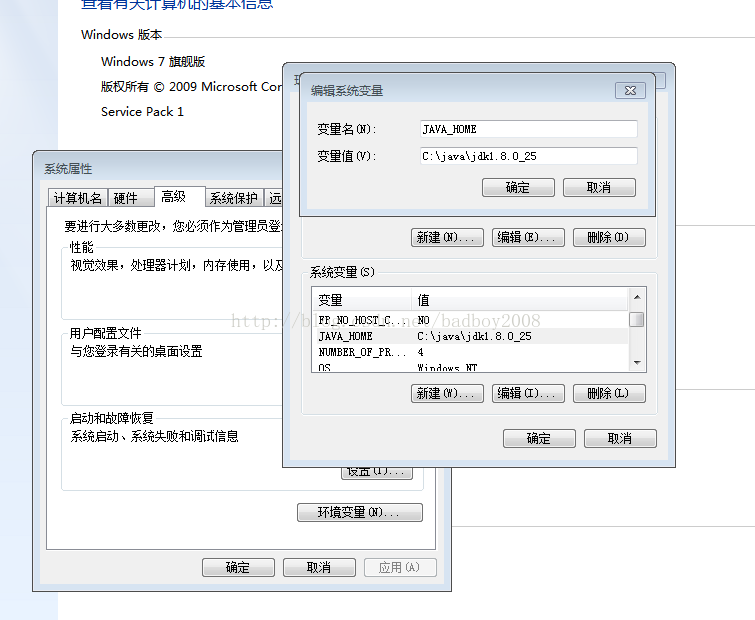 查看有关计算机的基本信息
Windows 版本
Windows 7 旗舰版
版权所有 © 2009 Microsoft Cor
Service Pack 1
编辑系统变量
变量名(N):
JAVA_HOME
变量值(V):
C:\java\jdk1.8.0_25
确定
取消
系统属性
计算机名
硬件
高级
系统保护
远
要进行大多数更改，您必须作为管理员登
性能
视觉效果，处理器计划，内存使用，以及
用户配置文件
与您登录有关的桌面设置
启动和故障恢复
系统启动、系统失败和调试信息
设置(T)...
环境变量(N)...
确定
取消
应用(A)
新建(N)...
编辑(E)...
删除(D)
系统变量(S)
变量
值
FP_NO_HOST_C...
NO
JAVA_HOME
C:\java\jdk1.8.0_25
NUMBER_OF_PR...
4
OS
Windows_NT
新建(W)...
编辑(I)...
删除(L)
确定
取消